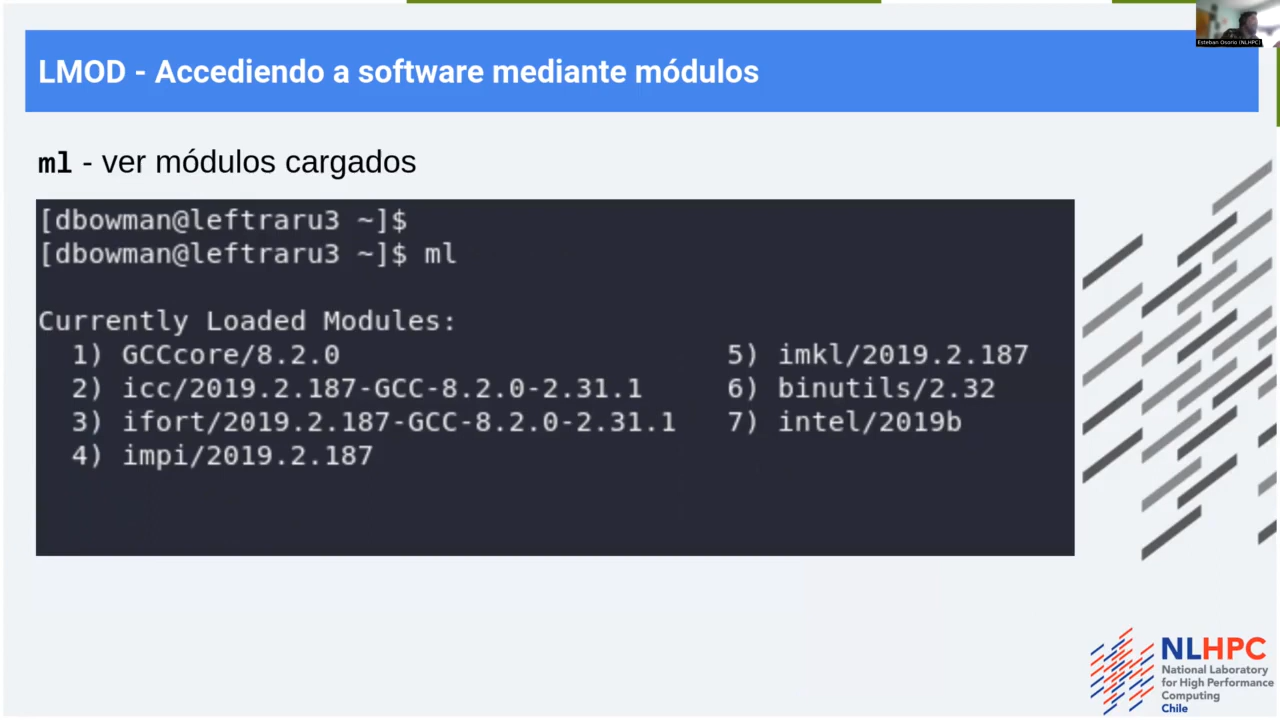 Esteban Osorio (NLHPC)
LMOD - Accediendo a software mediante módulos
ml - ver módulos cargados
[dbowman@leftraru3 ~]$
[dbowman@leftraru3 ~]$ ml
Currently Loaded Modules:
1) GCCcore/8.2.0 5) imkl/2019.2.187
2) icc/2019.2.187-GCC-8.2.0-2.31.1 6) binutils/2.32
3) ifort/2019.2.187-GCC-8.2.0-2.31.1 7) intel/2019b
4) impi/2019.2.187
NLHPC
National Laboratory
for High Performance
Computing
Chile